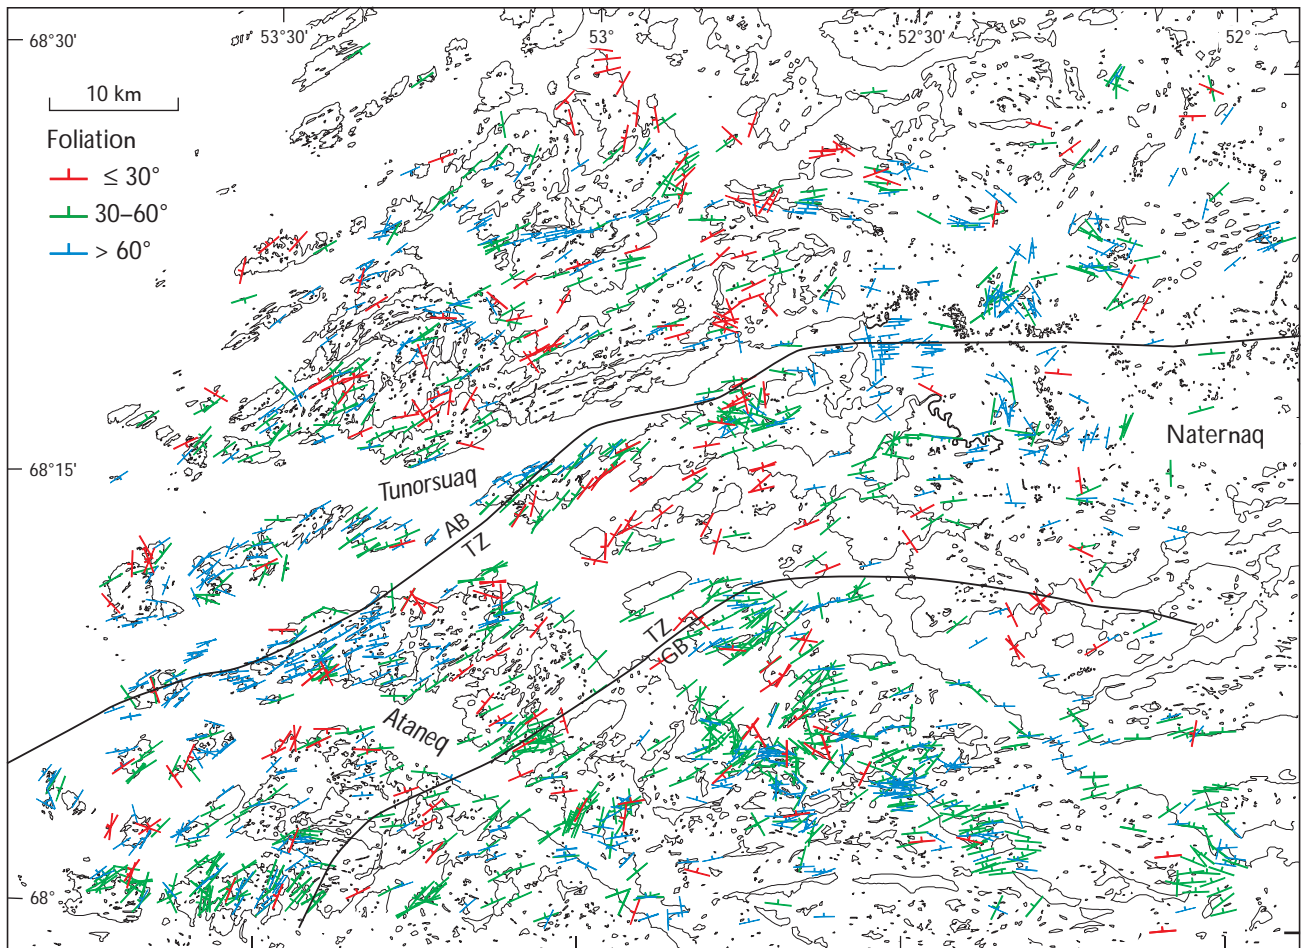 68°30'
53°30'
53°
52°30'
52°
10 km
Foliation
≤ 30°
30–60°
> 60°
Naternaq
68°15'
Tunorsuaq
AB
TZ
TZ
GB
Ataneq
68°